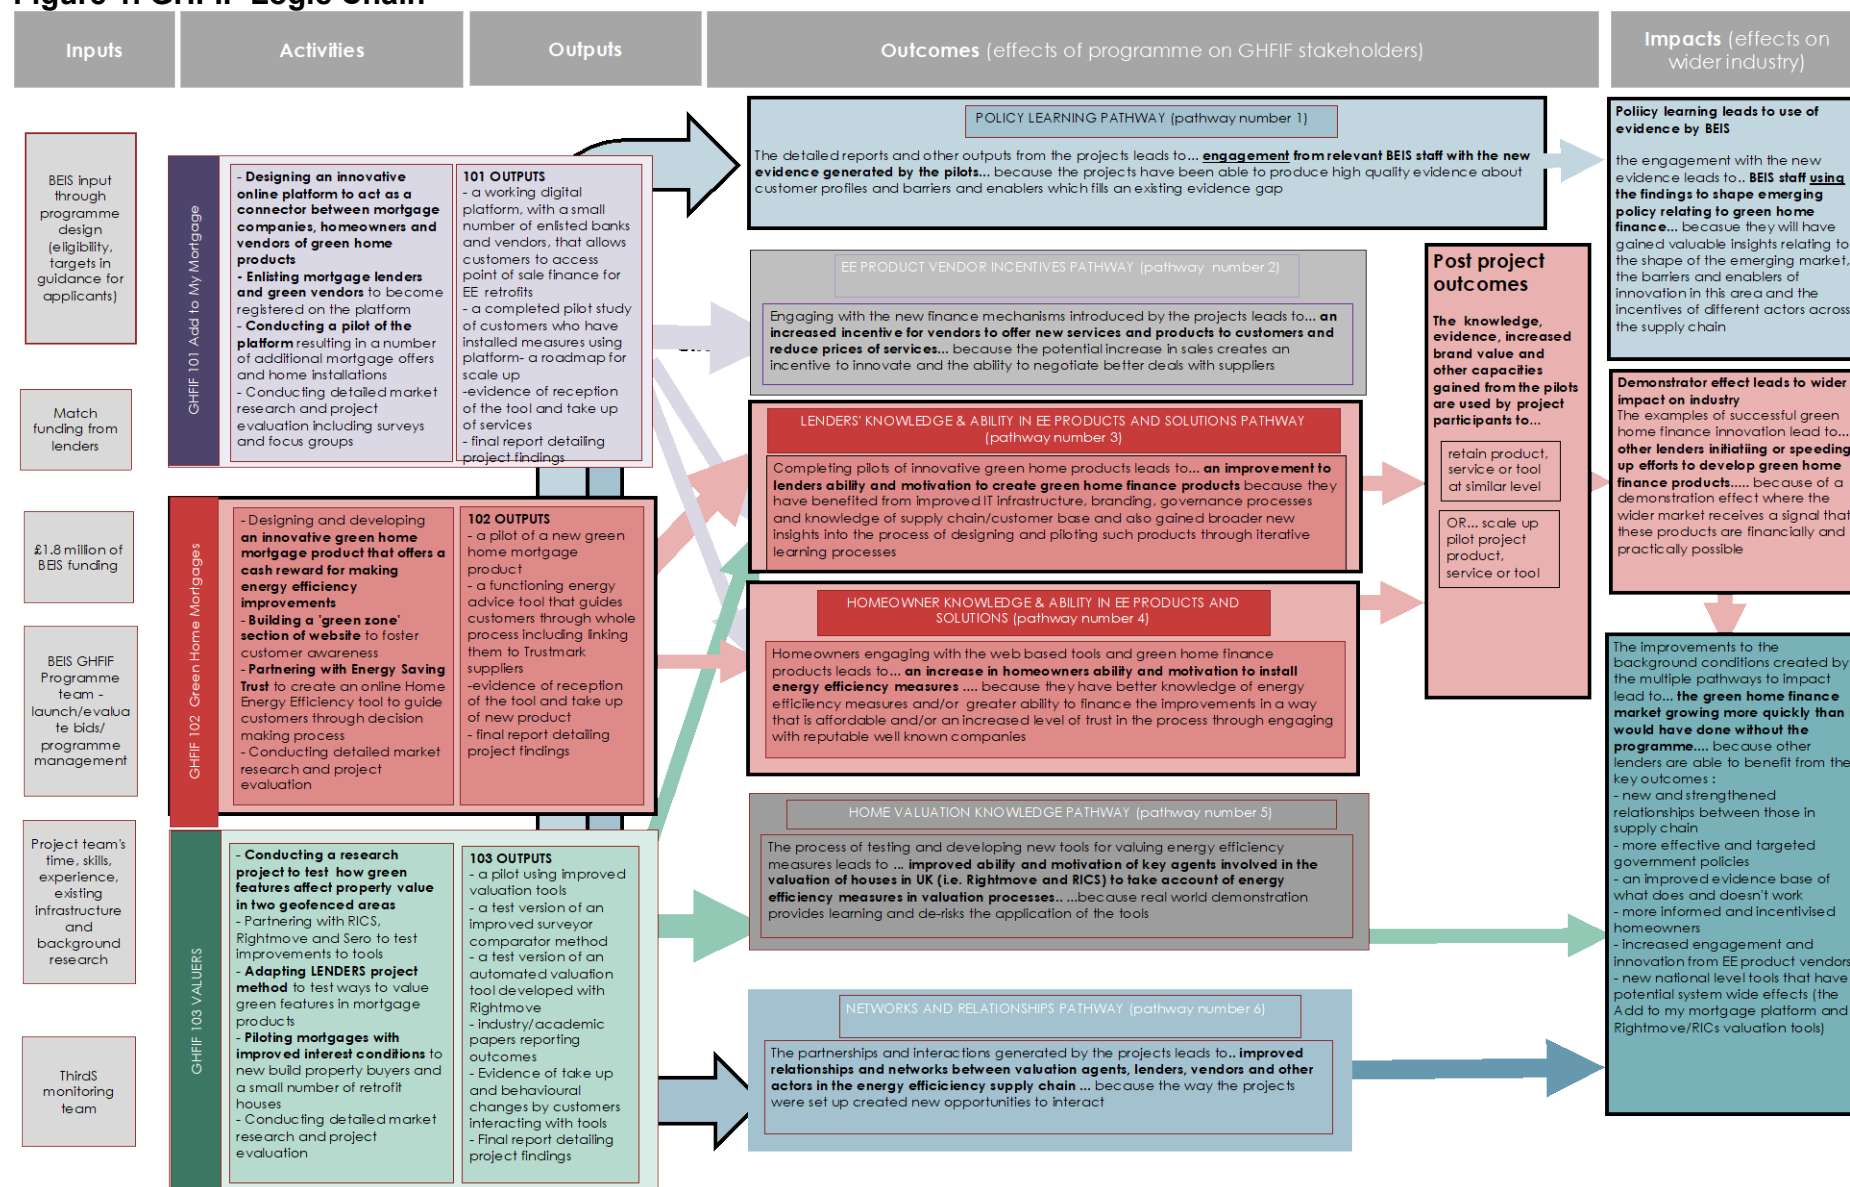 Figure 1: GHFIF Logic Chain
Inputs
Activities
Outputs
Outcomes (effects of programme on GHFIF stakeholders)
Impacts (effects on
wider industry)
BEIS input
through
programme
design
(eligibility,
targets in
guidance for
applicants)
Match
funding from
lenders
£1.8 million of
BEIS funding
BEIS GHFIF
Programme
team -
launch/evalua
te bids/
programme
management
Project team's
time, skills,
experience,
existing
infrastructure
and
background
research
ThirdS
monitoring
team
GHFIF 101 Add to My Mortgage
- Designing an innovative
online platform to act as a
connector between mortgage
companies, homeowners and
vendors of green home
products
- Enlisting mortgage lenders
and green vendors to become
registered on the platform
- Conducting a pilot of the
platform resulting in a number
of additional mortgage offers
and home installations
- Conducting detailed market
research and project
evaluation including surveys
and focus groups
101 OUTPUTS
- a working digital
platform, with a small
number of enlisted banks
and vendors, that allows
customers to access
point of sale finance for
EE retrofits
- a completed pilot study
of customers who have
installed measures using
platform- a roadmap for
scale up
-evidence of reception
of the tool and take up
of services
- final report detailing
project findings
GHFIF 102 Green Home Mortgages
- Designing and developing
an innovative green home
mortgage product that offers a
cash reward for making
energy efficiency
improvements
- Building a 'green zone'
section of website to foster
customer awareness
- Partnering with Energy Saving
Trust to create an online Home
Energy Efficiency tool to guide
customers through decision
making process
- Conducting detailed market
research and project
evaluation
102 OUTPUTS
- a pilot of a new green
home mortgage
product
- a functioning energy
advice tool that guides
customers through whole
process including linking
them to Trustmark
suppliers
-evidence of reception
of the tool and take up
of new product
- final report detailing
project findings
GHFIF 103 VALUERS
- Conducting a research
project to test how green
features affect property value
in two geofenced areas
- Partnering with RICS,
Rightmove and Sero to test
improvements to tools
- Adapting LENDERS project
method to test ways to value
green features in mortgage
products
- Piloting mortgages with
improved interest conditions to
new build property buyers and
a small number of retrofit
houses
- Conducting detailed market
research and project
evaluation
103 OUTPUTS
- a pilot using improved
valuation tools
- a test version of an
improved surveyor
comparator method
- a test version of an
automated valuation
tool developed with
Rightmove
- industry/academic
papers reporting
outcomes
- Evidence of take up
and behavioural
changes by customers
interacting with tools
- Final report detailing
project findings
POLICY LEARNING PATHWAY (pathway number 1)
The detailed reports and other outputs from the projects leads to... engagement from relevant BEIS staff with the new
evidence generated by the pilots... because the projects have been able to produce high quality evidence about
customer profiles and barriers and enablers which fills an existing evidence gap
EE PRODUCT VENDOR INCENTIVES PATHWAY (pathway number 2)
Engaging with the new finance mechanisms introduced by the projects leads to... an
increased incentive for vendors to offer new services and products to customers and
reduce prices of services... because the potential increase in sales creates an
incentive to innovate and the ability to negotiate better deals with suppliers
LENDERS' KNOWLEDGE & ABILITY IN EE PRODUCTS AND SOLUTIONS PATHWAY
(pathway number 3)
Completing pilots of innovative green home products leads to... an improvement to
lenders ability and motivation to create green home finance products because they
have benefited from improved IT infrastructure, branding, governance processes
and knowledge of supply chain/customer base and also gained broader new
insights into the process of designing and piloting such products through iterative
learning processes
HOMEOWNER KNOWLEDGE & ABILITY IN EE PRODUCTS AND
SOLUTIONS (pathway number 4)
Homeowners engaging with the web based tools and green home finance
products leads to... an increase in homeowners ability and motivation to install
energy efficiency measures .... because they have better knowledge of energy
efficiiency measures and/or greater ability to finance the improvements in a way
that is affordable and/or an increased level of trust in the process through engaging
with reputable well known companies
HOME VALUATION KNOWLEDGE PATHWAY (pathway number 5)
The process of testing and developing new tools for valuing energy efficiency
measures leads to ... improved ability and motivation of key agents involved in the
valuation of houses in UK (i.e. Rightmove and RICS) to take account of energy
efficiency measures in valuation processes.. ...because real world demonstration
provides learning and de-risks the application of the tools
NETWORKS AND RELATIONSHIPS PATHWAY (pathway number 6)
The partnerships and interactions generated by the projects leads to.. improved
relationships and networks between valuation agents, lenders, vendors and other
actors in the energy efficiciency supply chain ... because the way the projects
were set up created new opportunities to interact
Post project
outcomes
The knowledge,
evidence, increased
brand value and
other capacities
gained from the pilots
are used by project
participants to...
retain product,
service or tool
at similar level
OR... scale up
pilot project
product,
service or tool
Poliicy learning leads to use of
evidence by BEIS
the engagement with the new
evidence leads to.. BEIS staff using
the findings to shape emerging
policy relating to green home
finance... becasue they will have
gained valuable insights relating to
the shape of the emerging market,
the barriers and enablers of
innovation in this area and the
incentives of different actors across
the supply chain
Demonstrator effect leads to wider
impact on industry
The examples of successful green
home finance innovation lead to...
other lenders initiatiing or speeding
up efforts to develop green home
finance products..... because of a
demonstration effect where the
wider market receives a signal that
these products are financially and
practically possible
The improvements to the
background conditions created by
the multiple pathways to impact
lead to... the green home finance
market growing more quickly than
would have done without the
programme.... because other
lenders are able to benefit from the
key outcomes :
- new and strengthened
relationships between those in
supply chain
- more effective and targeted
government policies
- an improved evidence base of
what does and doesn't work
- more informed and incentivised
homeowners
- increased engagement and
innovation from EE product vendors
- new national level tools that have
potential system wide effects (the
Add to my mortgage platform and
Rightmove/RICs valuation tools)